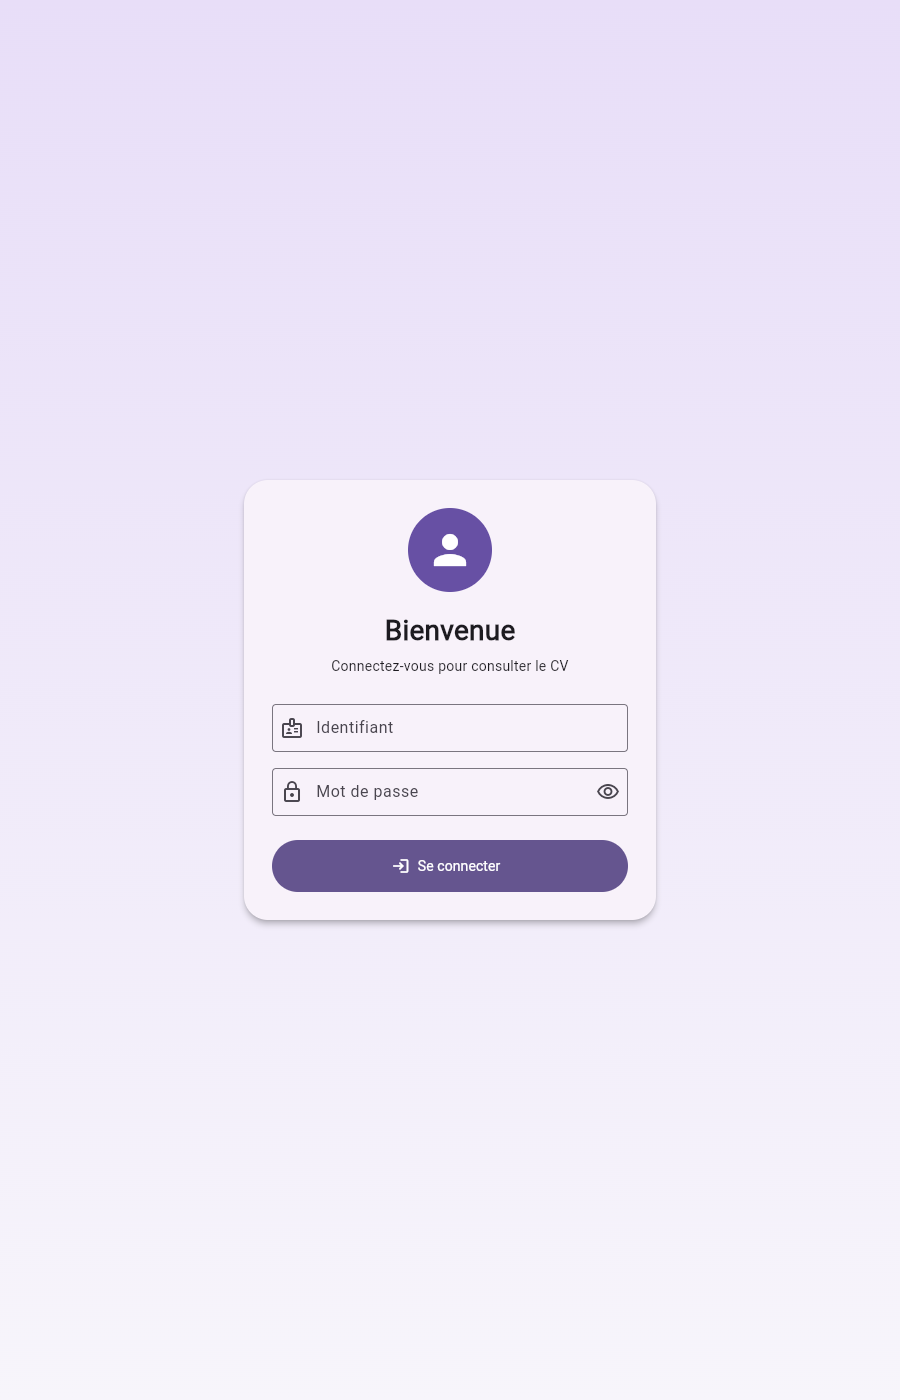 Bienvenue
Connectez-vous pour consulter le CV
Identifiant
Mot de passe
Se connecter